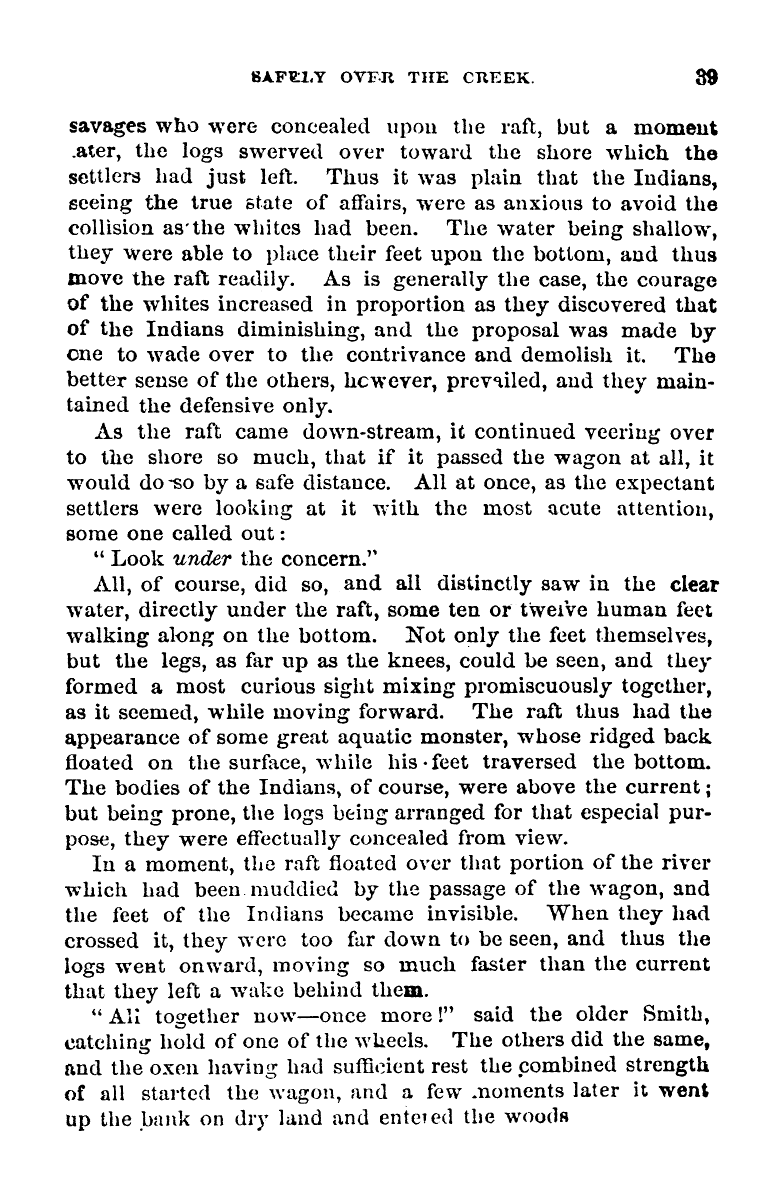 SAFELY OVER THE CREEK. 39
savages who were concealed upon the raft, but a moment
.ater, the logs swerved over toward the shore which the
settlers had just left. Thus it was plain that the Indians,
seeing the true state of affairs, were as anxious to avoid the
collision as the whites had been. The water being shallow,
they were able to place their feet upon the bottom, and thus
move the raft readily. As is generally the case, the courage
of the whites increased in proportion as they discovered that
of the Indians diminishing, and the proposal was made by
one to wade over to the contrivance and demolish it. The
better sense of the others, however, prevailed, and they main-
tained the defensive only.
As the raft came down-stream, it continued veering over
to the shore so much, that if it passed the wagon at all, it
would do so by a safe distance. All at once, as the expectant
settlers were looking at it with the most acute attention,
some one called out:
“Look under the concern.”
All, of course, did so, and all distinctly saw in the clear
water, directly under the raft, some ten or twelve human feet
walking along on the bottom. Not only the feet themselves,
but the legs, as far up as the knees, could be seen, and they
formed a most curious sight mixing promiscuously together,
as it seemed, while moving forward. The raft thus had the
appearance of some great aquatic monster, whose ridged back
floated on the surface, while his feet traversed the bottom.
The bodies of the Indians, of course, were above the current;
but being prone, the logs being arranged for that especial pur-
pose, they were effectually concealed from view.
In a moment, the raft floated over that portion of the river
which had been muddied by the passage of the wagon, and
the feet of the Indians became invisible. When they had
crossed it, they were too far down to be seen, and thus the
logs went onward, moving so much faster than the current
that they left a wake behind them.
“All together now—once more!” said the older Smith,
catching hold of one of the wheels. The others did the same,
and the oxen having had sufficient rest the combined strength
of all started the wagon, and a few .noments later it went
up the bank on dry land and entered the woods